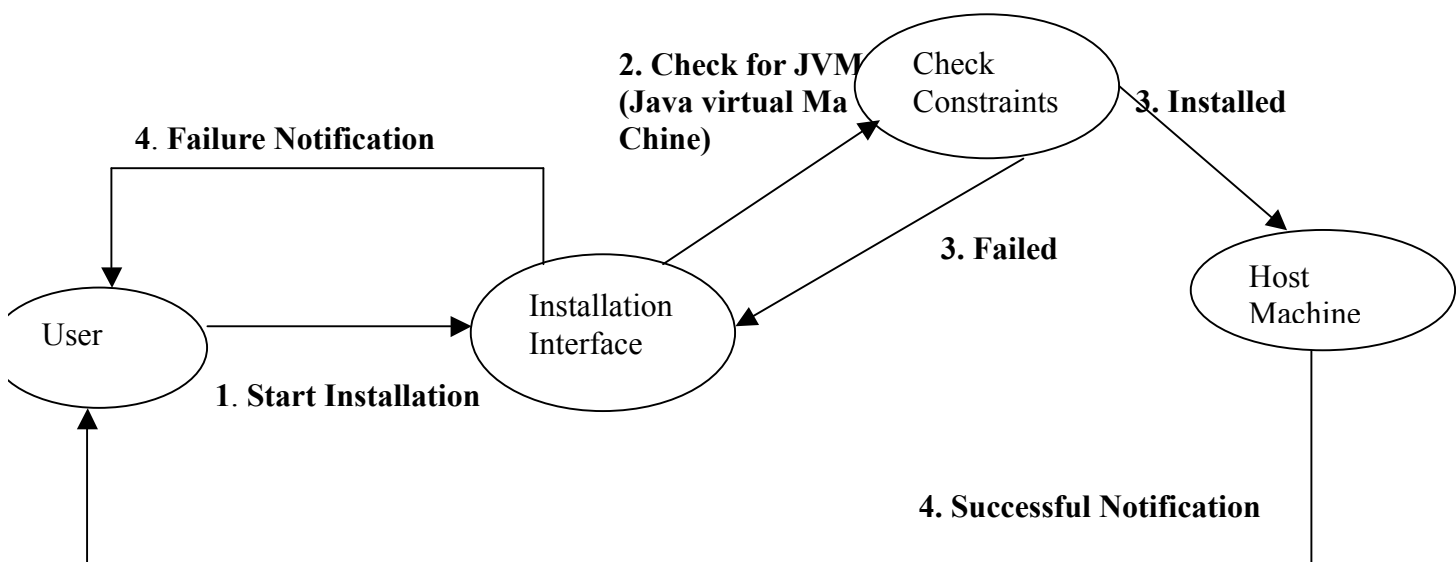 2. Check for JVM
(Java virtual Ma
Chine)
Check
Constraints
3. Installed
4. Failure Notification
3. Failed
Host
Machine
Installation
Interface
User
1. Start Installation
4. Successful Notification